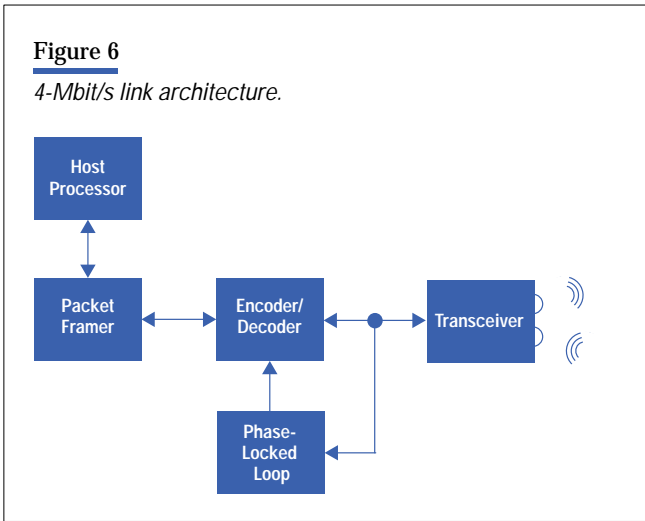 Figure 6
4-Mbit/s link architecture.
Host
Processor
Packet
Framer
Encoder/
Decoder
Transceiver
Phase-
Locked
Loop